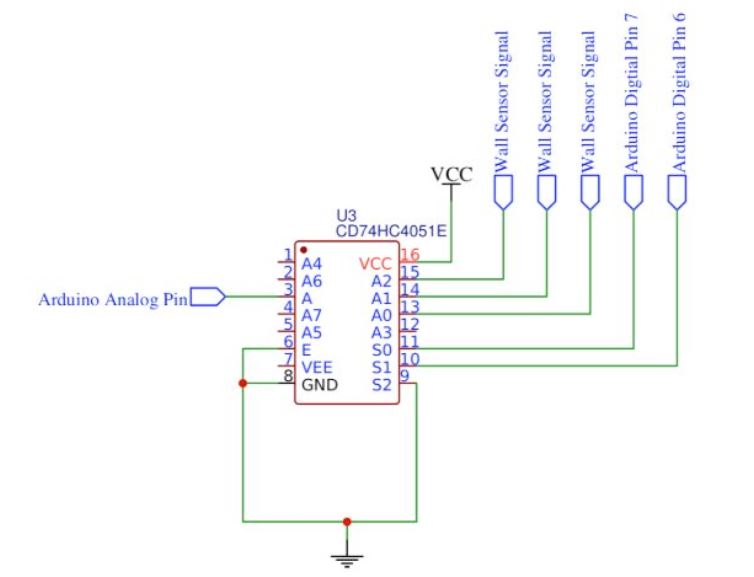 Wall Sensor Signal
Wall Sensor Signal
Wall Sensor Signal
Arduino Digtial Pin 7
Arduino Digital Pin 6
VCC
U3
CD74HC4051E
1 A4 VCC 16
2 A6 A2 15
Arduino Analog Pin 3 A A1 14
4 A7 A0 13
5 A5 A3 12
6 E S0 11
7 VEE S1 10
8 GND S2 9